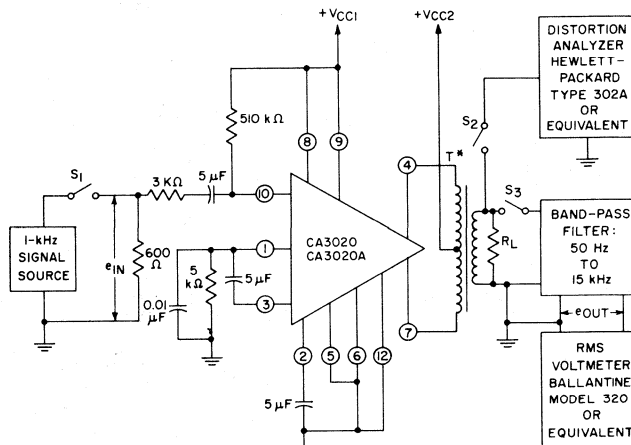 +VCC1
+VCC2
DISTORTION
ANALYZER
HEWLETT-
PACKARD
TYPE 302A
OR
EQUIVALENT
510 kΩ
S1
3 KΩ
5 μF
8
9
10
4
T*
S2
S3
1-kHz
SIGNAL
SOURCE
eIN
600
Ω
1
CA3020
CA3020A
RL
BAND-PASS
FILTER:
50 Hz
TO
15 kHz
5
kΩ
5 μF
0.01
μF
3
7
eOUT
2
5
6
12
5 μF
RMS
VOLTMETER
BALLANTINE
MODEL 320
OR
EQUIVALENT